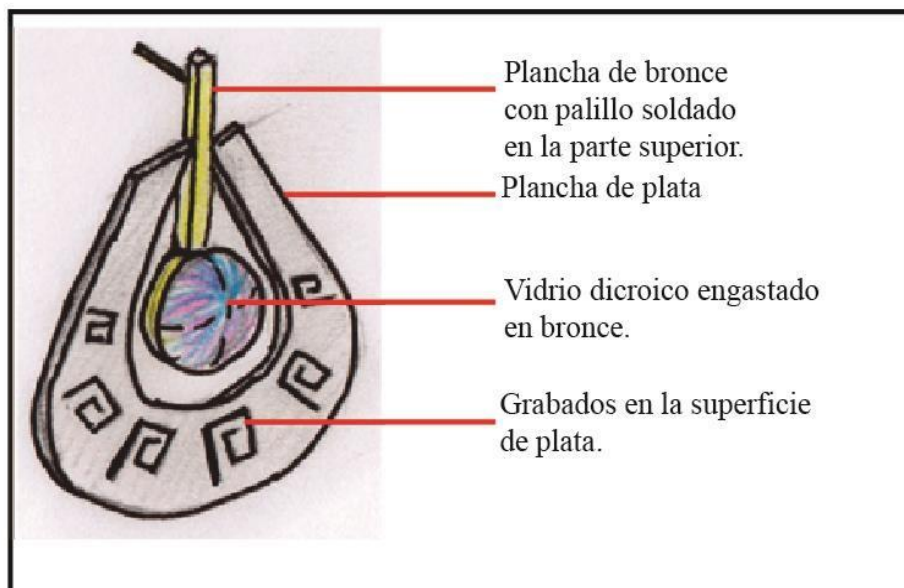 Plancha de bronce
con palillo soldado
en la parte superior.
Plancha de plata
Vidrio dicroico engastado
en bronce.
Grabados en la superficie
de plata.